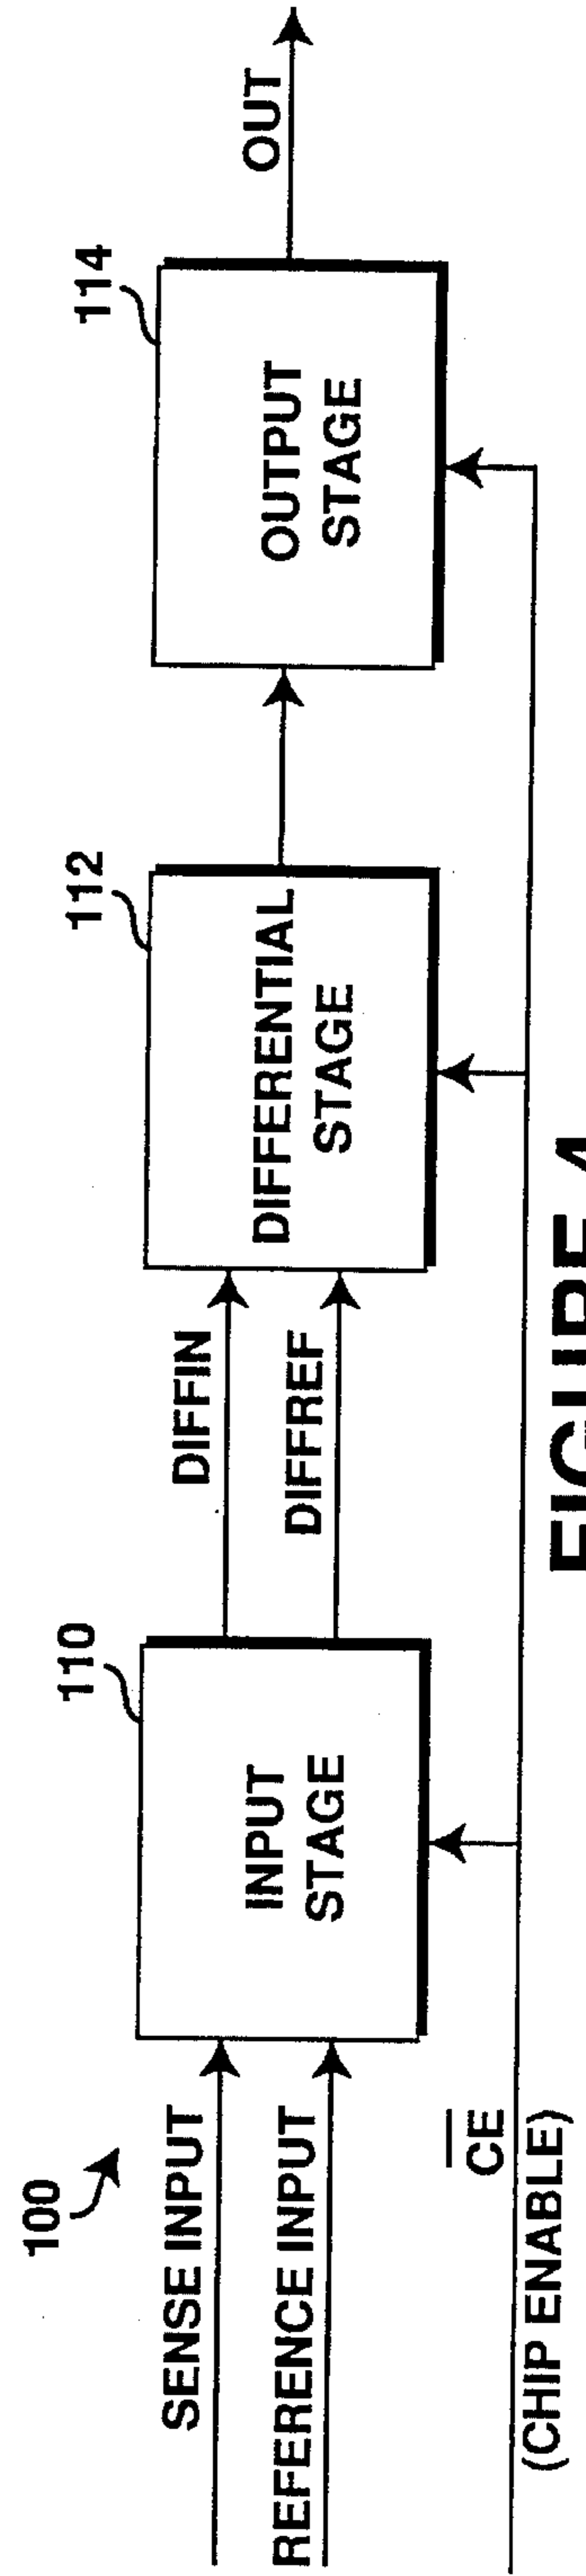 100
SENSE INPUT
REFERENCE INPUT
CE
(CHIP ENABLE)
110
INPUT
STAGE
DIFFIN
DIFFREF
112
DIFFERENTIAL
STAGE
114
OUTPUT
STAGE
OUT
FIGURE